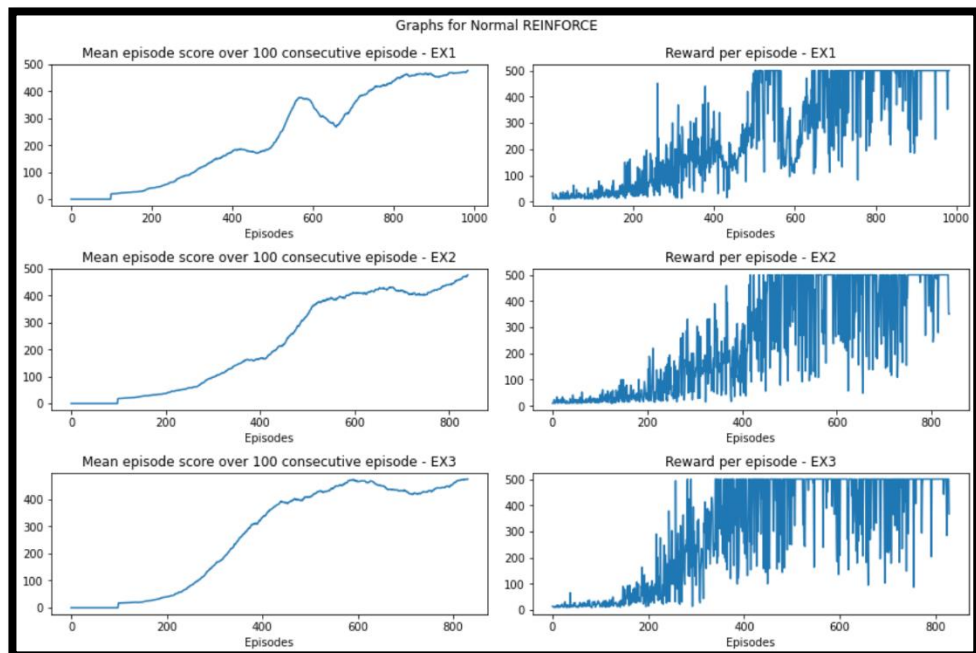 Graphs for Normal REINFORCE
Mean episode score over 100 consecutive episode - EX1
500
400
300
200
100
0
0 200 400 600 800 1000
Episodes
Reward per episode - EX1
500
400
300
200
100
0
0 200 400 600 800 1000
Episodes
Mean episode score over 100 consecutive episode - EX2
500
400
300
200
100
0
0 200 400 600 800
Episodes
Reward per episode - EX2
500
400
300
200
100
0
0 200 400 600 800
Episodes
Mean episode score over 100 consecutive episode - EX3
400
300
200
100
0
0 200 400 600 800
Episodes
Reward per episode - EX3
500
400
300
200
100
0
0 200 400 600 800
Episodes